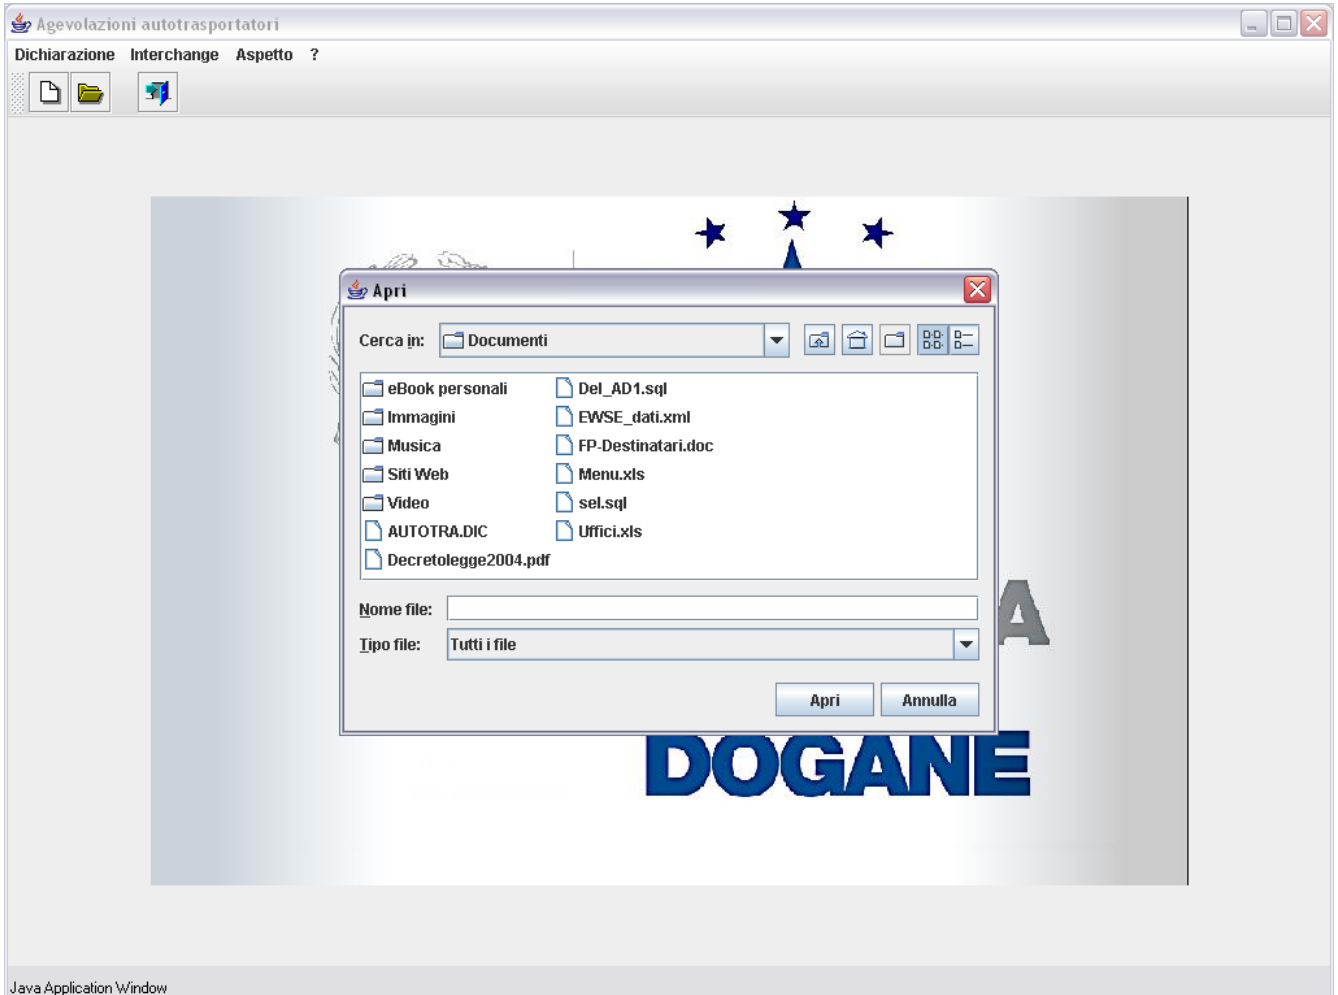 Agevolazioni autotrasportatori
Dichiarazione Interchange Aspetto ?
Apri
Cerca in: Documenti
eBook personali
Immagini
Musica
Siti Web
Video
AUTOTRA.DIC
Decretolegge2004.pdf
Del_AD1.sql
EWSE_dati.xml
FP-Destinatari.doc
Menu.xls
sel.sql
Uffici.xls
Nome file:
Tipo file: Tutti i file
Apri Annulla
A
DOGANE
Java Application Window